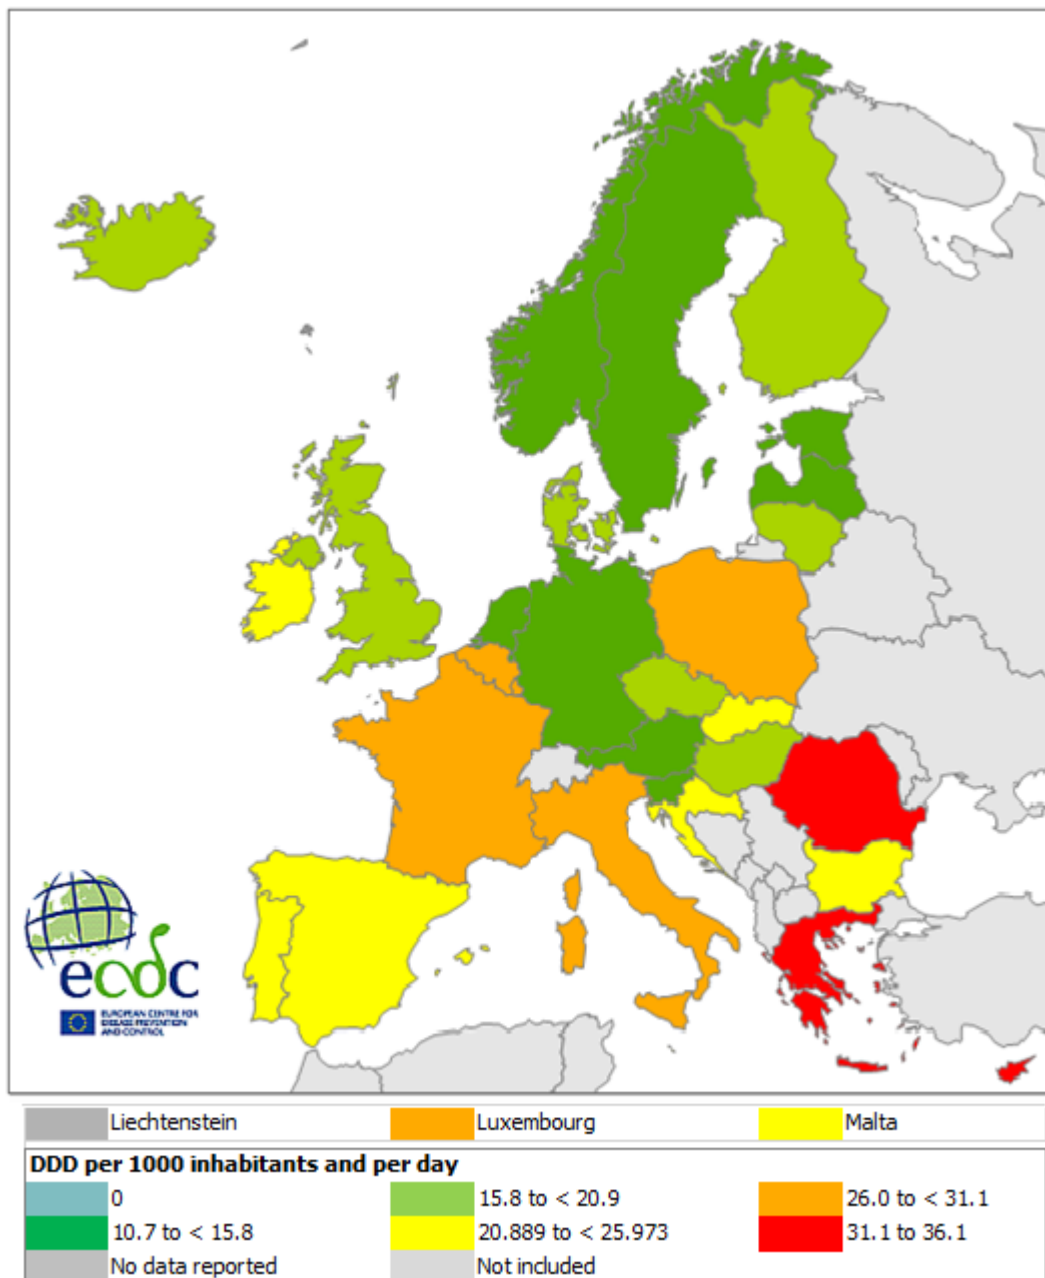 ecdc
EUROPEAN CENTRE FOR
DISEASE PREVENTION
AND CONTROL
Liechtenstein
Luxembourg
Malta
DDD per 1000 inhabitants and per day
0
15.8 to < 20.9
26.0 to < 31.1
10.7 to < 15.8
20.889 to < 25.973
31.1 to 36.1
No data reported
Not included